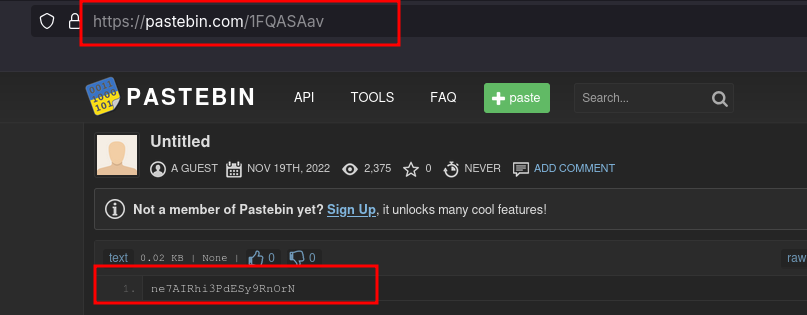 https://pastebin.com/1FQASAav
PASTEBIN API TOOLS FAQ paste Search...
Untitled
A GUEST NOV 19TH, 2022 2,375 0 NEVER ADD COMMENT
Not a member of Pastebin yet? Sign Up, it unlocks many cool features!
text 0.02 KB | None | 0 0 raw
1. ne7AIRhi3PdESy9RnOrN